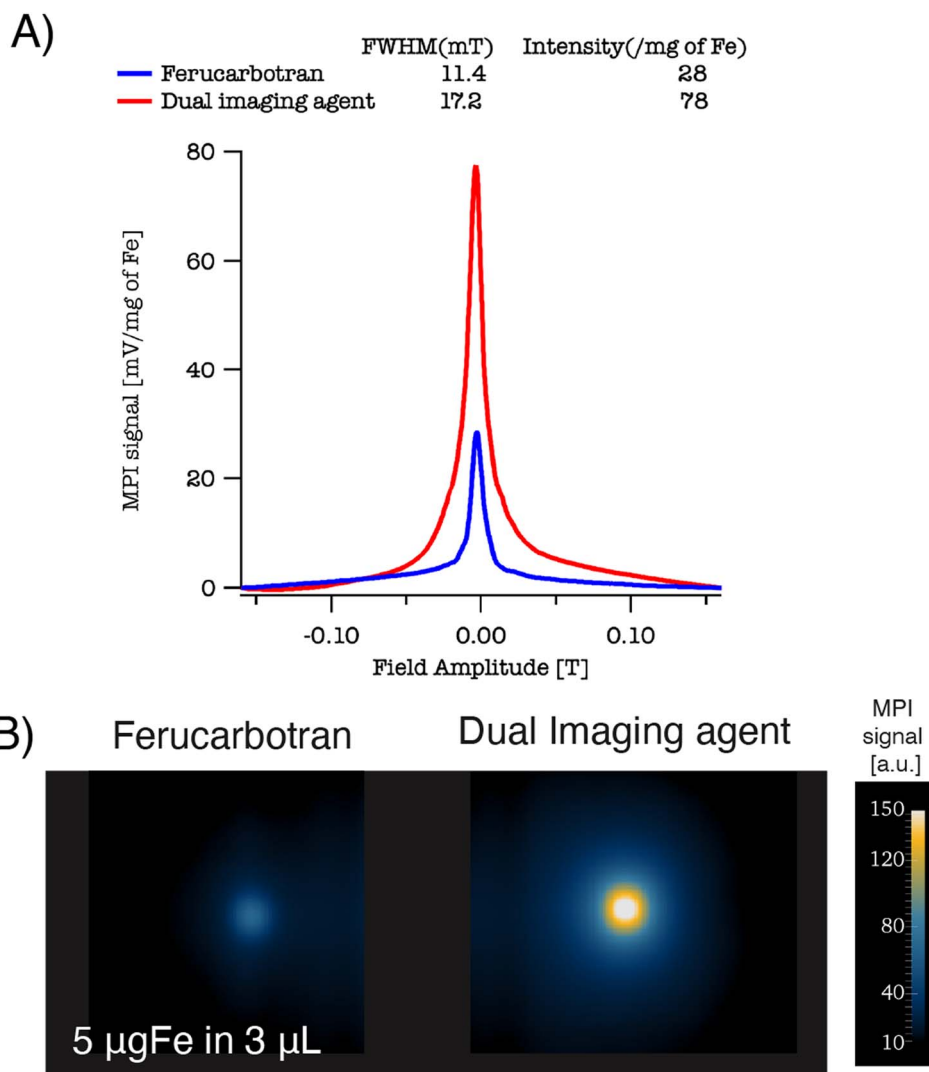 A)
FWHM(mT) Intensity(/mg of Fe)
Ferucarbotran 11.4 28
Dual imaging agent 17.2 78
80
60
40
20
0
MPI signal [mV/mg of Fe]
-0.10 0.00 0.10
Field Amplitude [T]
B)
Ferucarbotran
Dual Imaging agent
MPI
signal
[a.u.]
150
120
80
40
10
5 µgFe in 3 µL